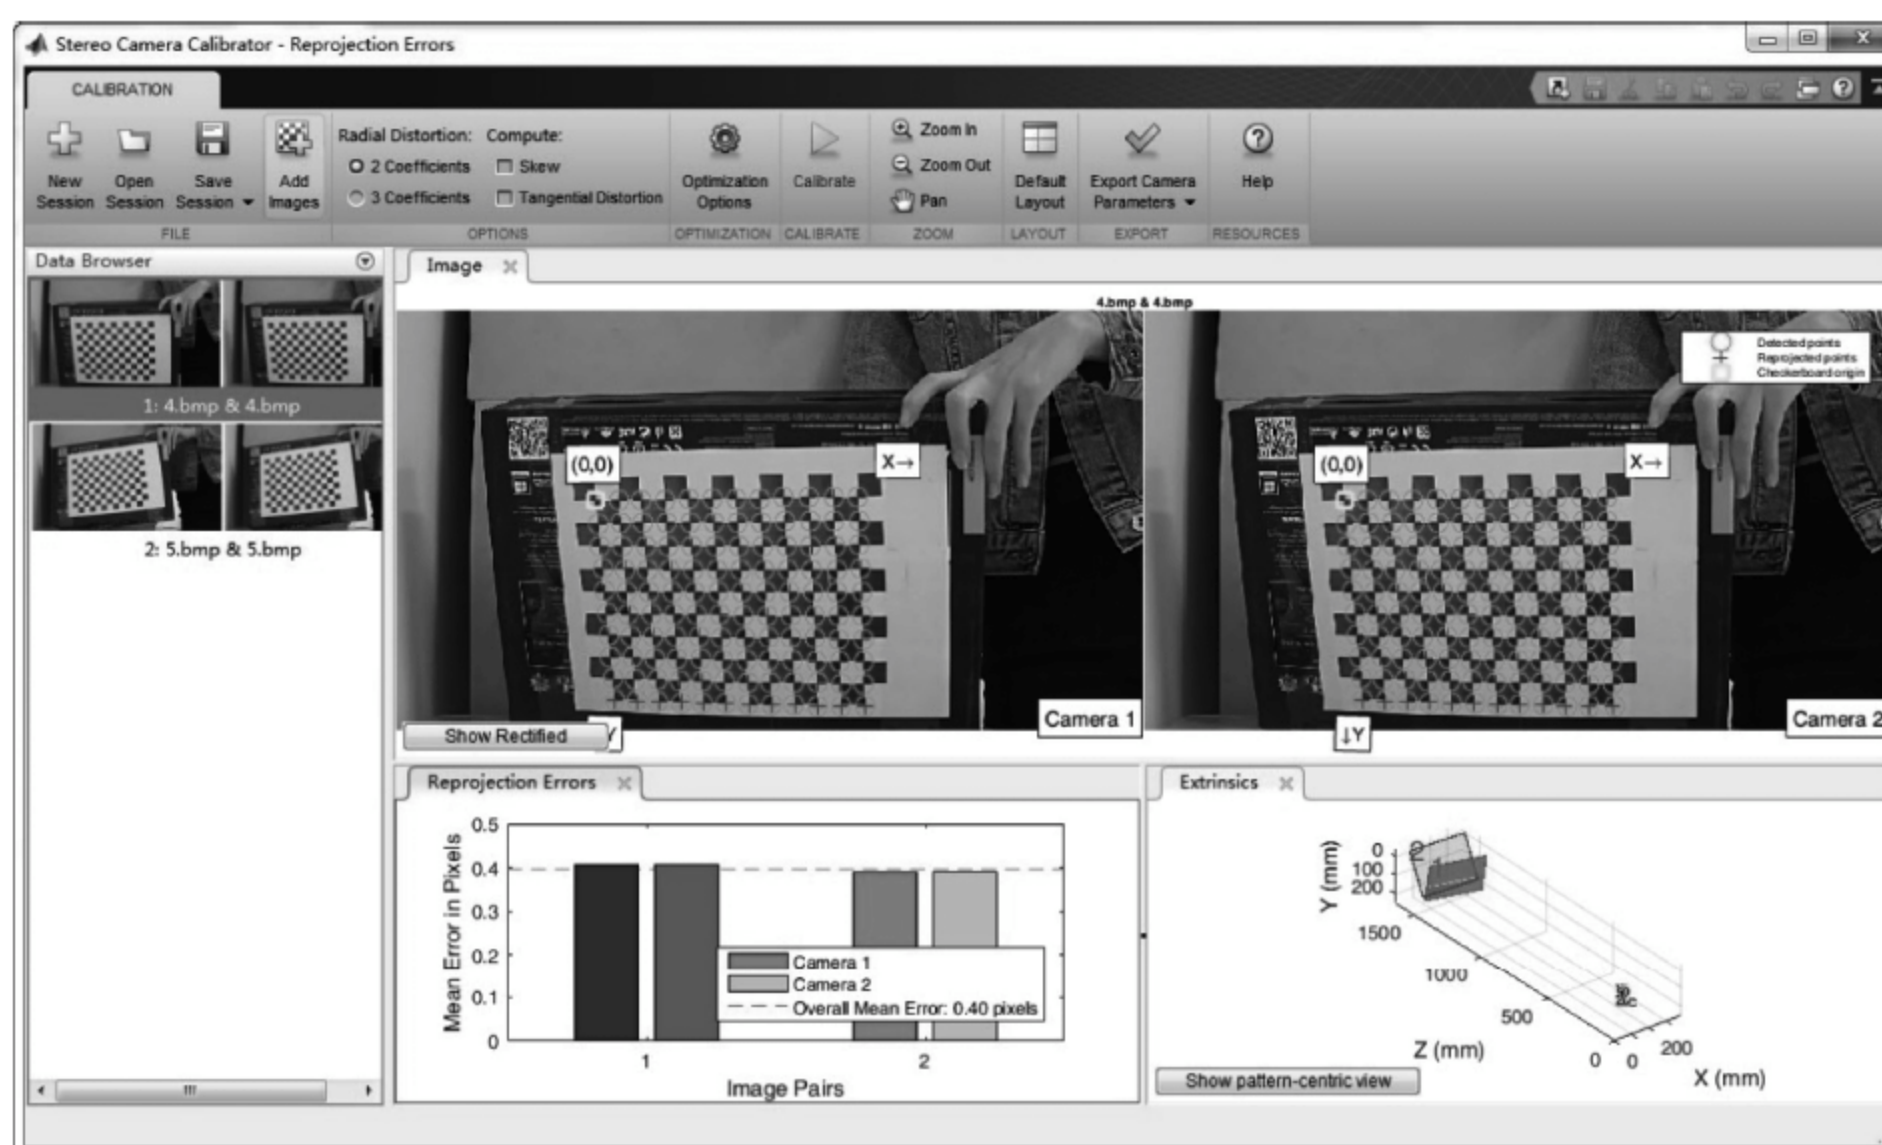 Stereo Camera Calibrator - Reprojection Errors
CALIBRATION
New Session
Open Session
Save Session
Add Images
FILE
Radial Distortion:
2 Coefficients
3 Coefficients
Compute:
Skew
Tangential Distortion
OPTIONS
Optimization Options
OPTIMIZATION
Calibrate
CALIBRATE
Zoom In
Zoom Out
Pan
ZOOM
Default Layout
LAYOUT
Export Camera Parameters
EXPORT
Help
RESOURCES
Data Browser
1: 4.bmp & 4.bmp
2: 5.bmp & 5.bmp
Image
4.bmp & 4.bmp
(0,0)
X→
Y
Camera 1
Show Rectified
Detected points
Reprojected points
Checkerboard origin
(0,0)
X→
↓Y
Camera 2
Reprojection Errors
Mean Error in Pixels
0.5
0.4
0.3
0.2
0.1
0
Camera 1
Camera 2
Overall Mean Error: 0.40 pixels
1
2
Image Pairs
Extrinsics
Y (mm)
0
100
200
1500
1000
500
0
Z (mm)
0
200
X (mm)
Show pattern-centric view